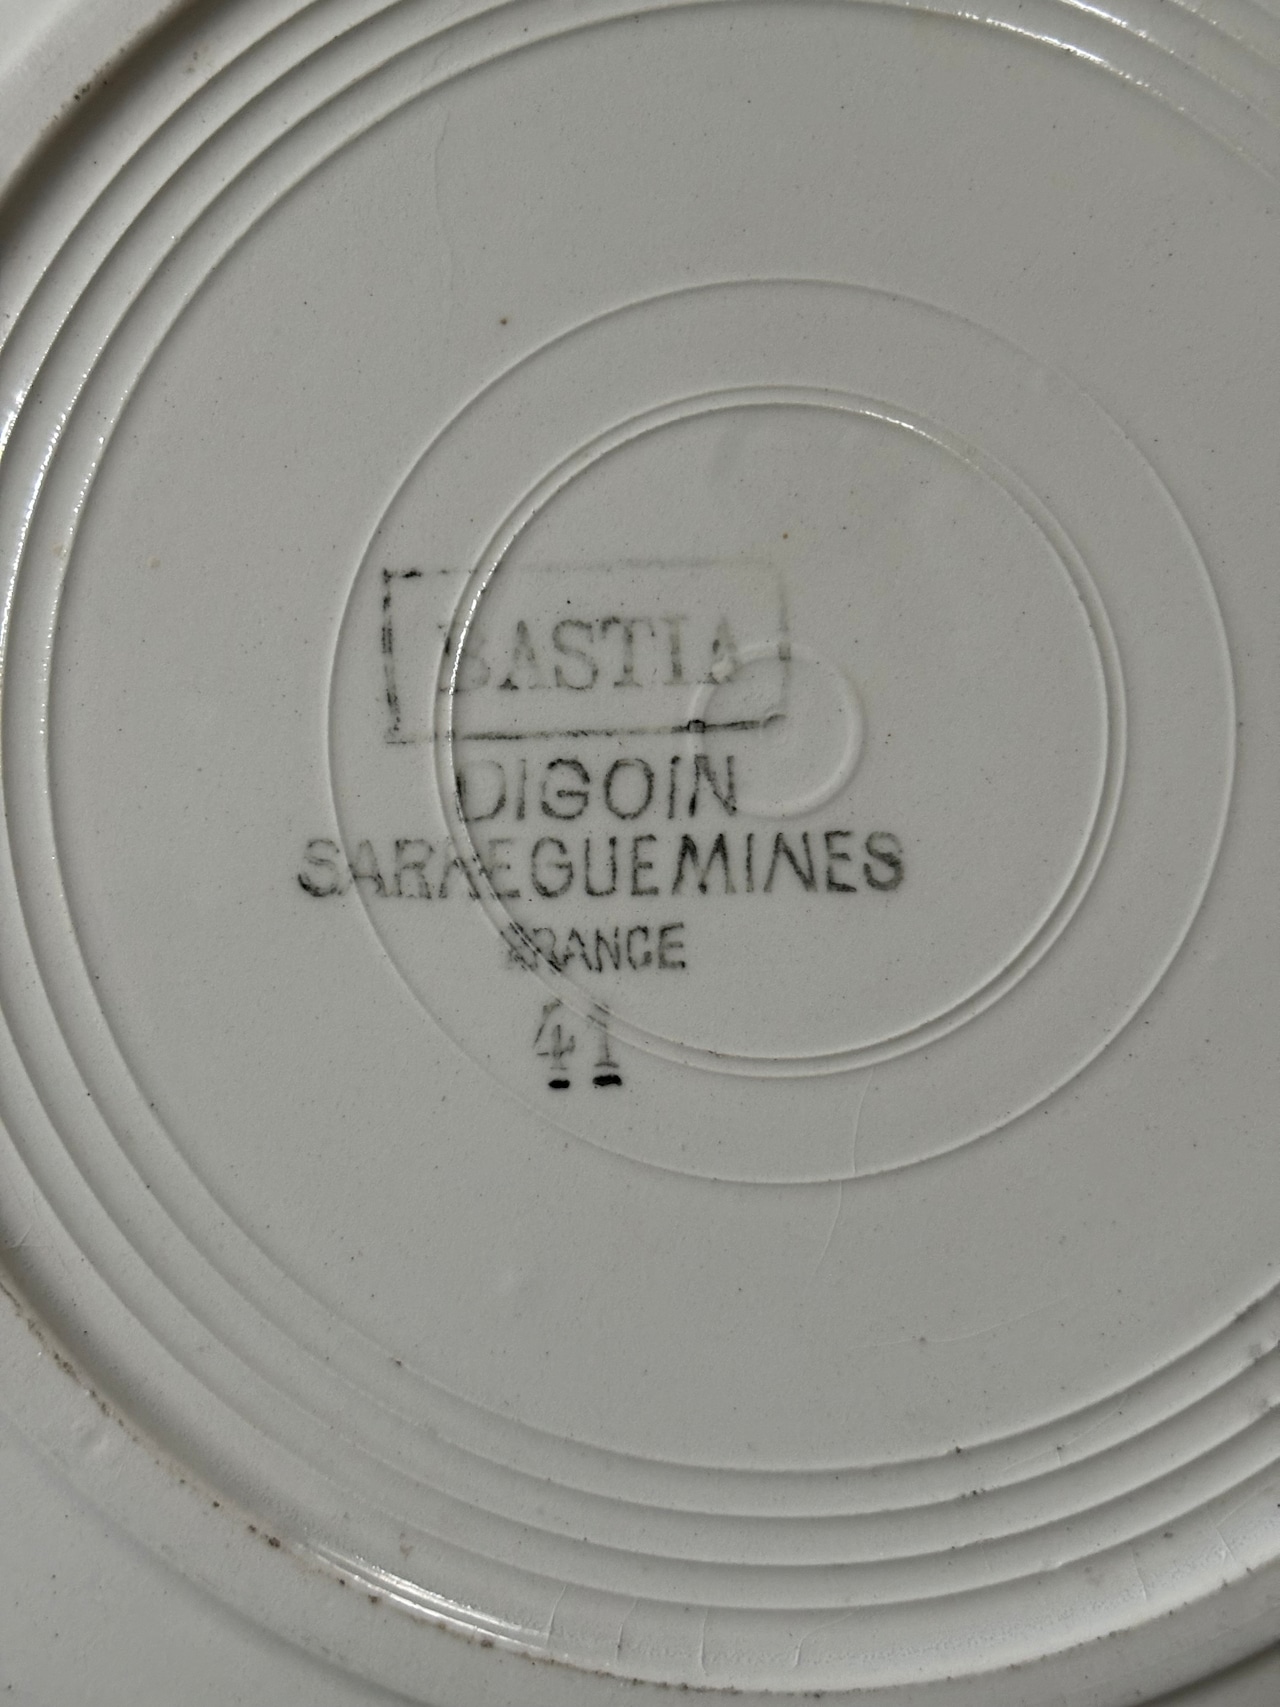 BASTIA
DIGOIN
SARREGUEMINES
FRANCE
41